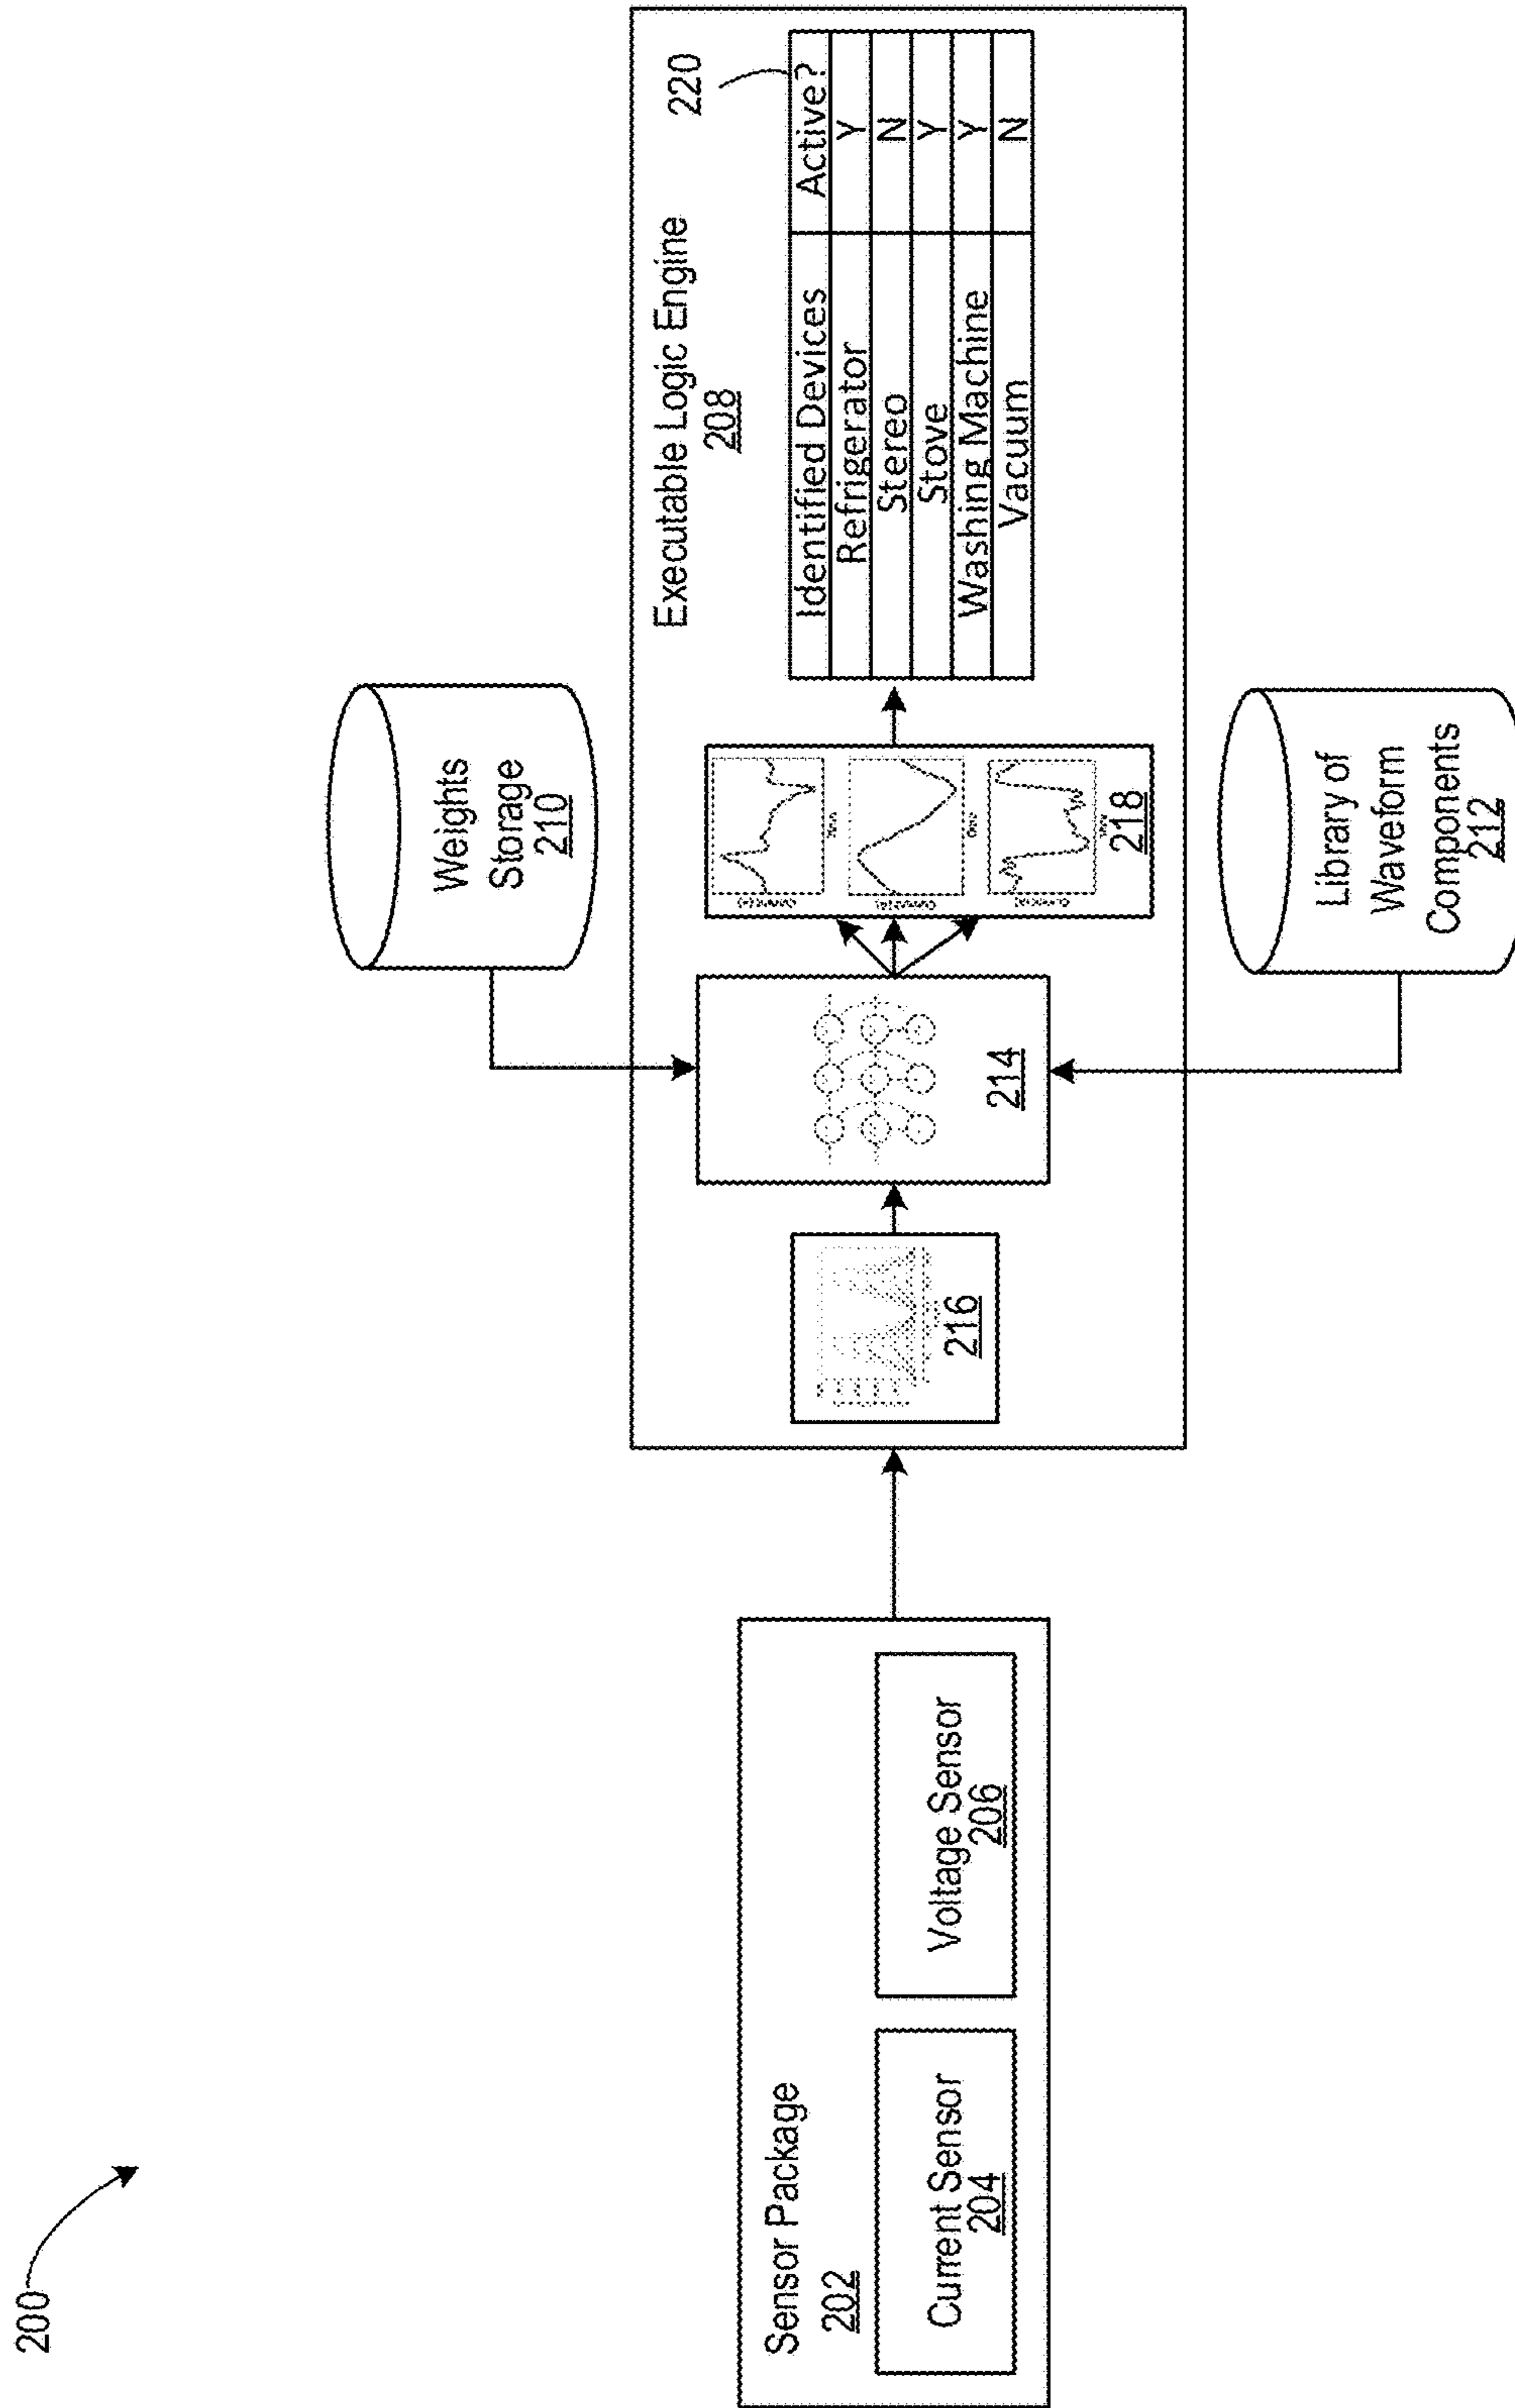 200
Sensor Package
202
Current Sensor
204
Voltage Sensor
206
Weights
Storage
210
Executable Logic Engine
208
216
214
218
220
Identified Devices Active?
Refrigerator Y
Stereo N
Stove Y
Washing Machine Y
Vacuum N
Library of
Waveform
Components
212